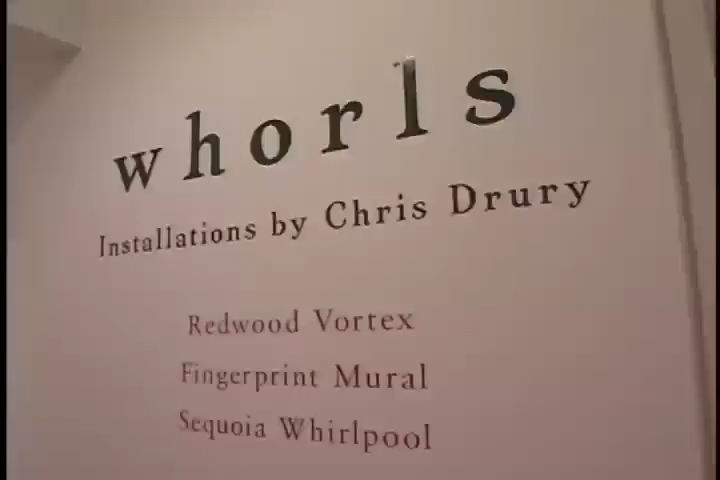 whorls
Installations by Chris Drury
Redwood Vortex
Fingerprint Mural
Sequoia Whirlpool